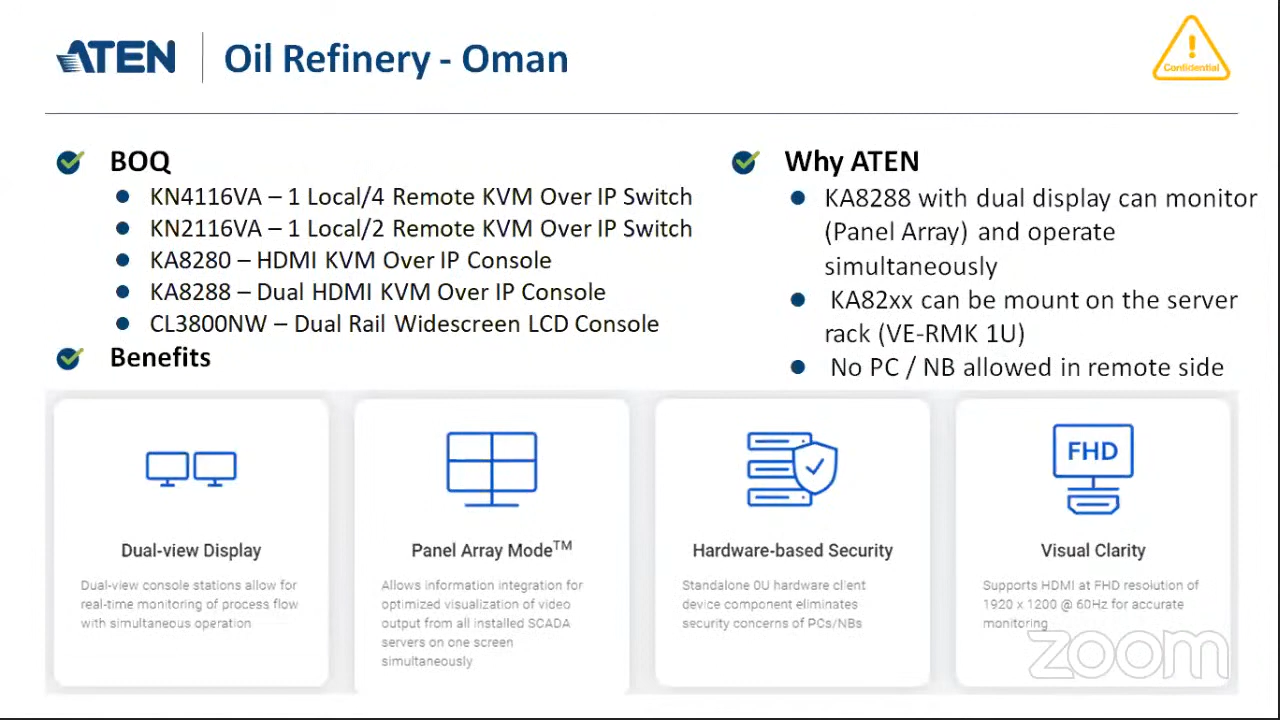 ATEN
Oil Refinery - Oman
Confidential
BOQ
KN4116VA – 1 Local/4 Remote KVM Over IP Switch
KN2116VA – 1 Local/2 Remote KVM Over IP Switch
KA8280 – HDMI KVM Over IP Console
KA8288 – Dual HDMI KVM Over IP Console
CL3800NW – Dual Rail Widescreen LCD Console
Benefits
Why ATEN
KA8288 with dual display can monitor
(Panel Array) and operate
simultaneously
KA82xx can be mount on the server
rack (VE-RMK 1U)
No PC / NB allowed in remote side
Dual-view Display
Dual-view console stations allow for
real-time monitoring of process flow
with simultaneous operation
Panel Array Mode™
Allows information integration for
optimized visualization of video
output from all installed SCADA
servers on one screen
simultaneously
Hardware-based Security
Standalone 0U hardware client
device component eliminates
security concerns of PCs/NBs
FHD
Visual Clarity
Supports HDMI at FHD resolution of
1920 x 1200 @ 60Hz for accurate
monitoring
zoom